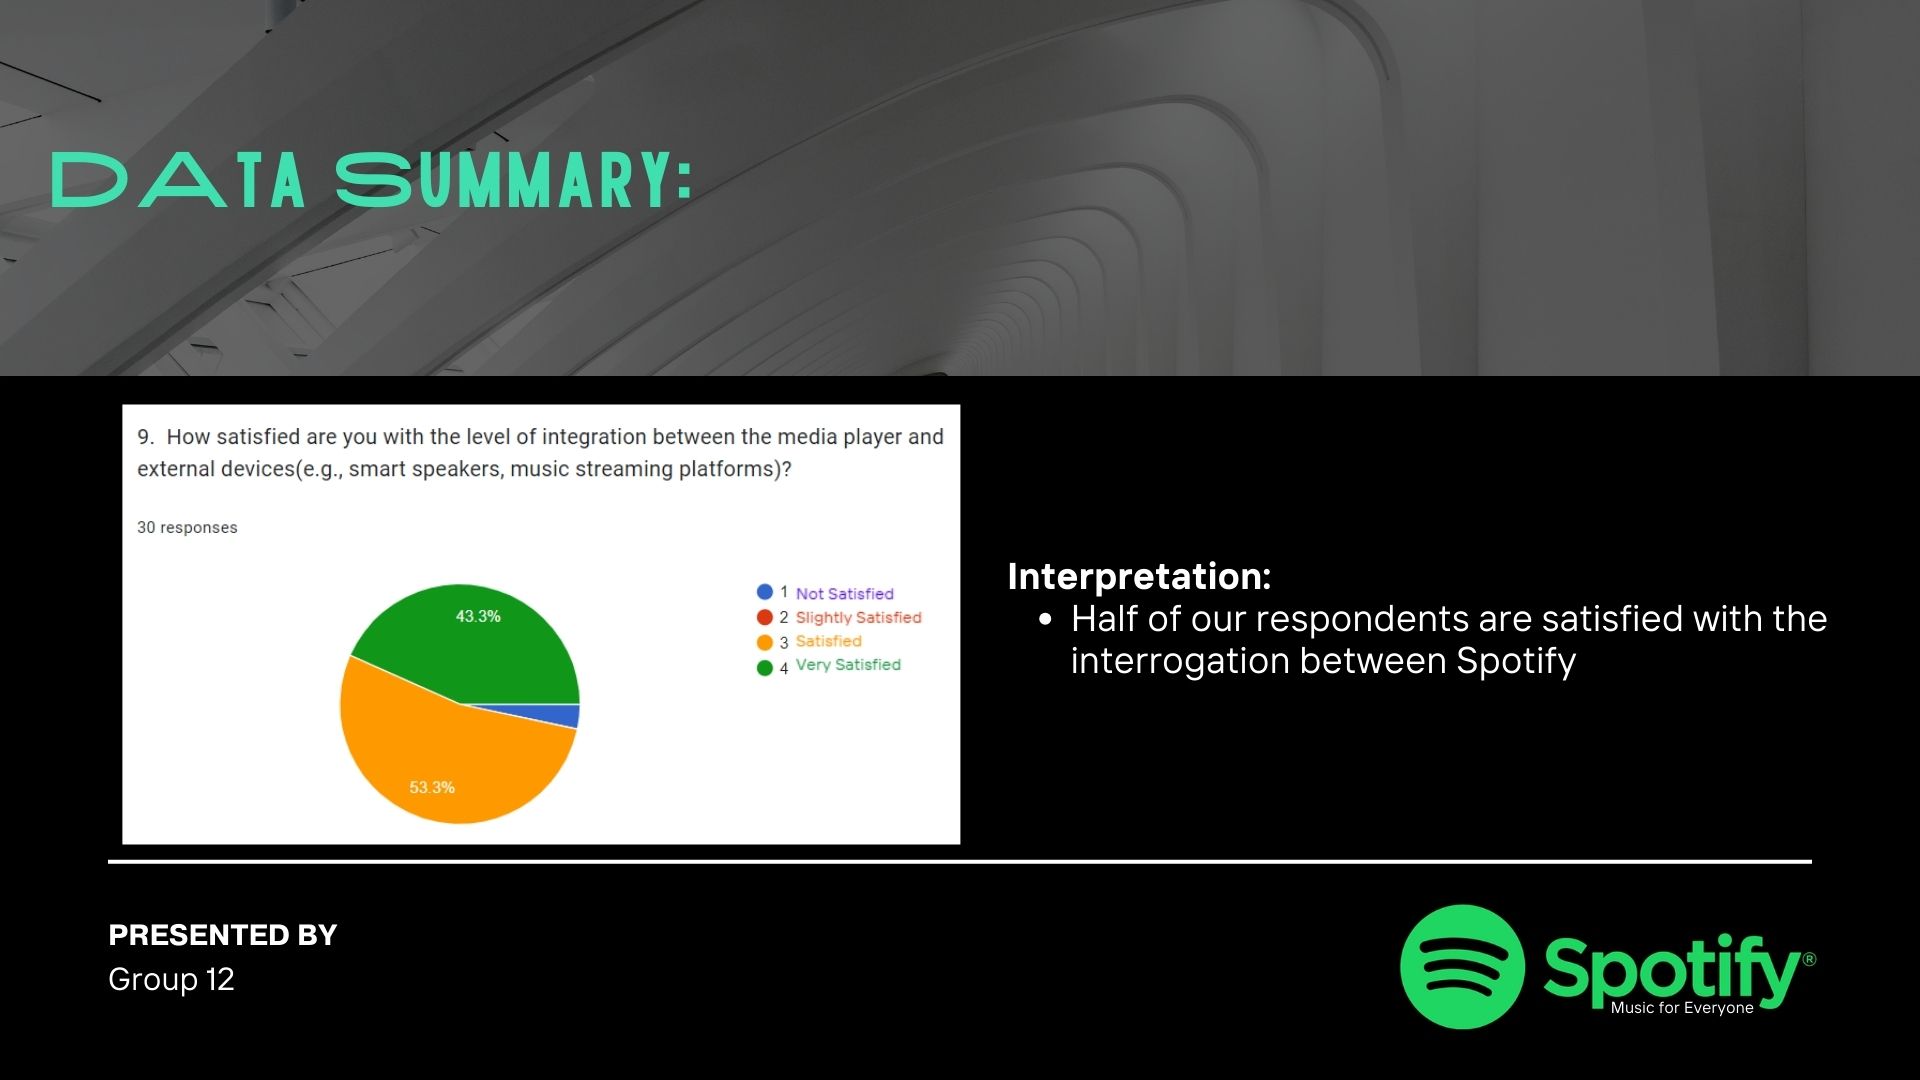 DATA SUMMARY:
9. How satisfied are you with the level of integration between the media player and
external devices(e.g., smart speakers, music streaming platforms)?
30 responses
43.3%
53.3%
1 Not Satisfied
2 Slightly Satisfied
3 Satisfied
4 Very Satisfied
Interpretation:
• Half of our respondents are satisfied with the
interrogation between Spotify
PRESENTED BY
Group 12
Spotify®
Music for Everyone